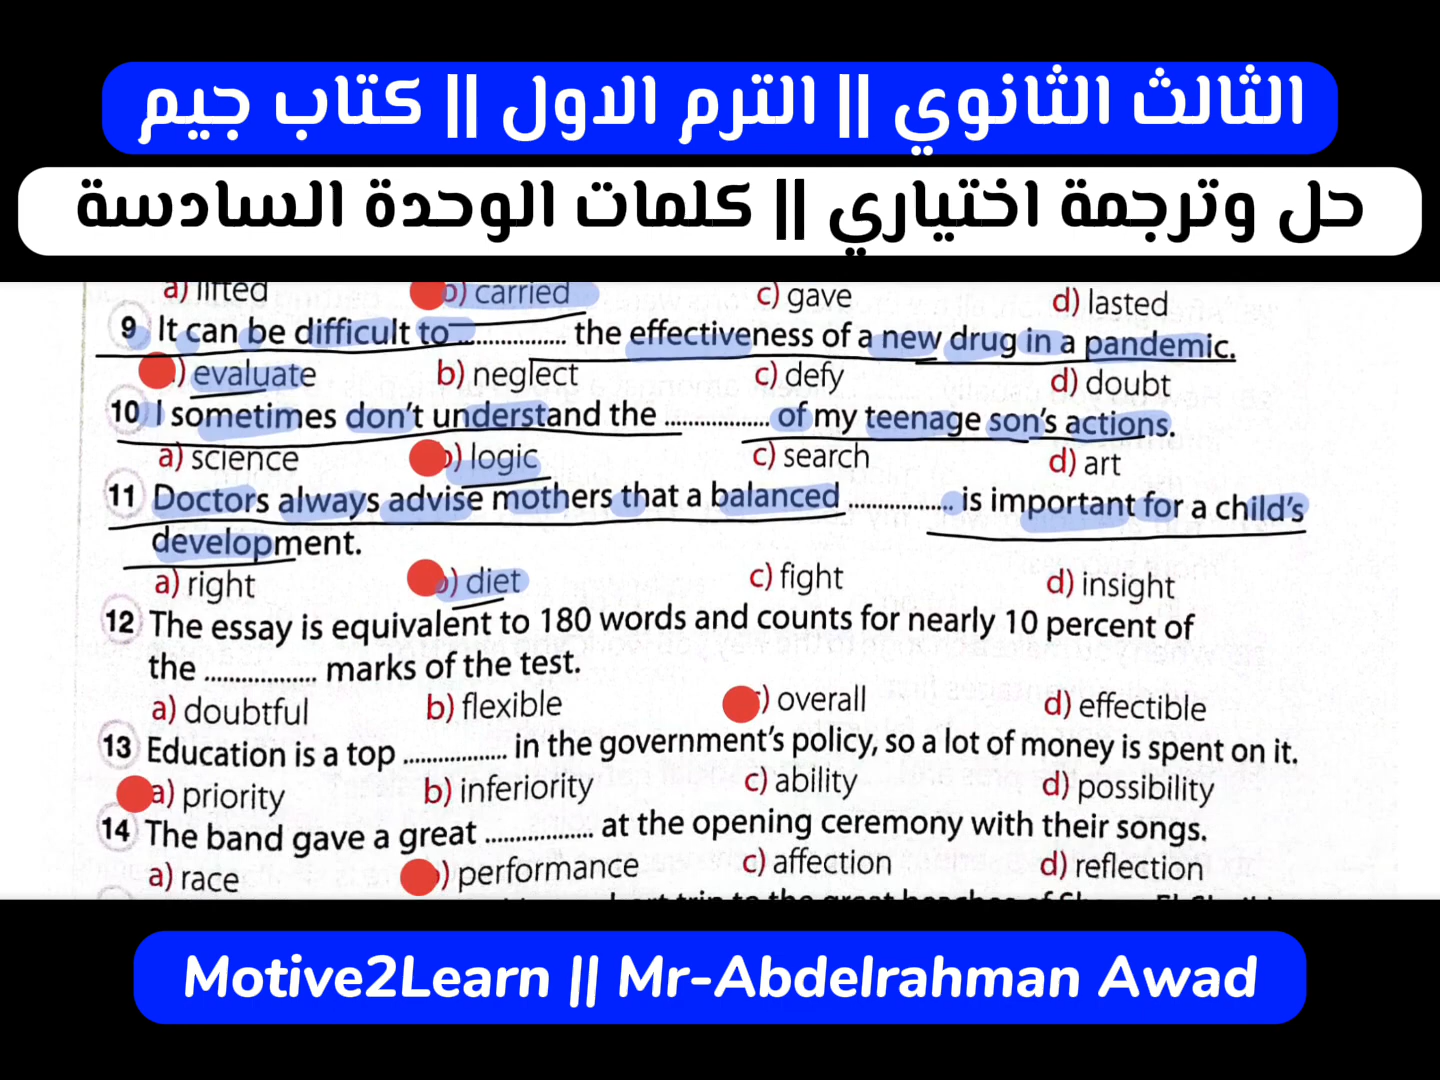 الثالث الثانوي || الترم الاول || كتاب جيم
حل وترجمة اختياري || كلمات الوحدة السادسة
a) lifted b) carried c) gave d) lasted
9 It can be difficult to ................. the effectiveness of a new drug in a pandemic.
) evaluate b) neglect c) defy d) doubt
10 I sometimes don't understand the ................. of my teenage son's actions.
a) science ) logic c) search d) art
11 Doctors always advise mothers that a balanced ................. is important for a child's
development.
a) right ) diet c) fight d) insight
12 The essay is equivalent to 180 words and counts for nearly 10 percent of
the ................. marks of the test.
a) doubtful b) flexible ) overall d) effectible
13 Education is a top ................. in the government's policy, so a lot of money is spent on it.
a) priority b) inferiority c) ability d) possibility
14 The band gave a great ................. at the opening ceremony with their songs.
a) race ) performance c) affection d) reflection
Motive2Learn || Mr-Abdelrahman Awad